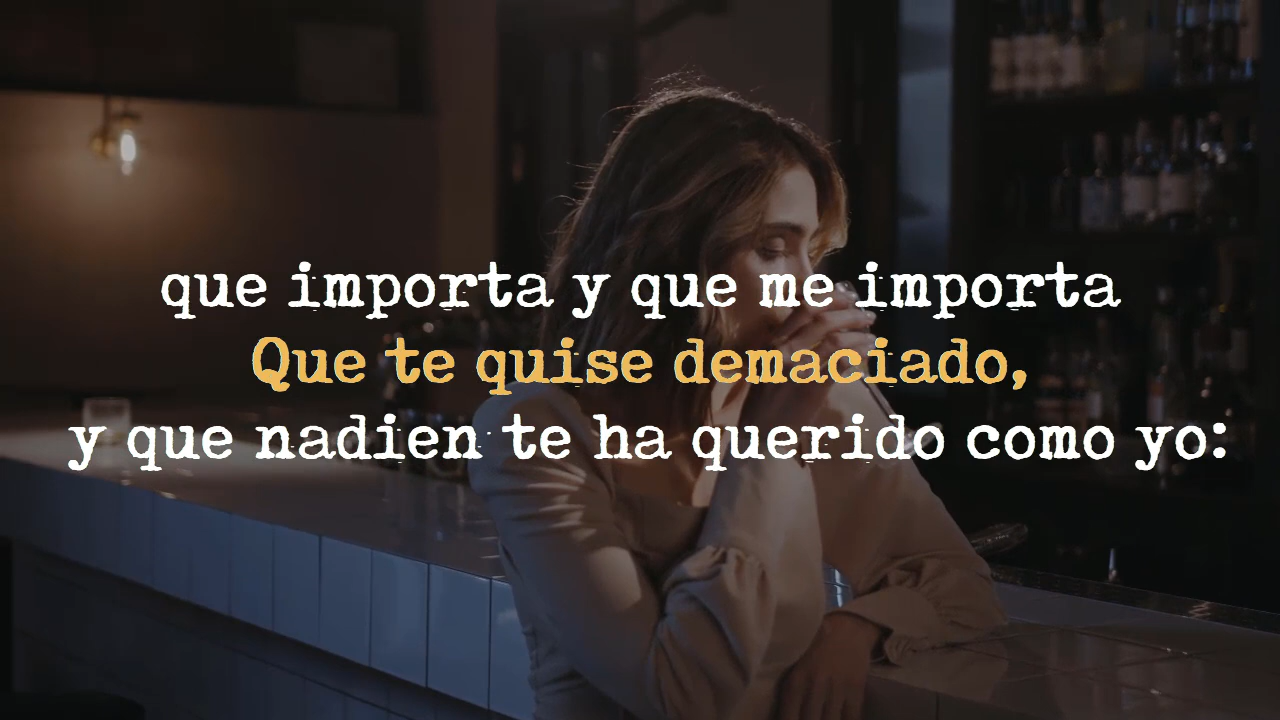 que importa y que me importa
Que te quise demaciado,
y que nadien te ha querido como yo: